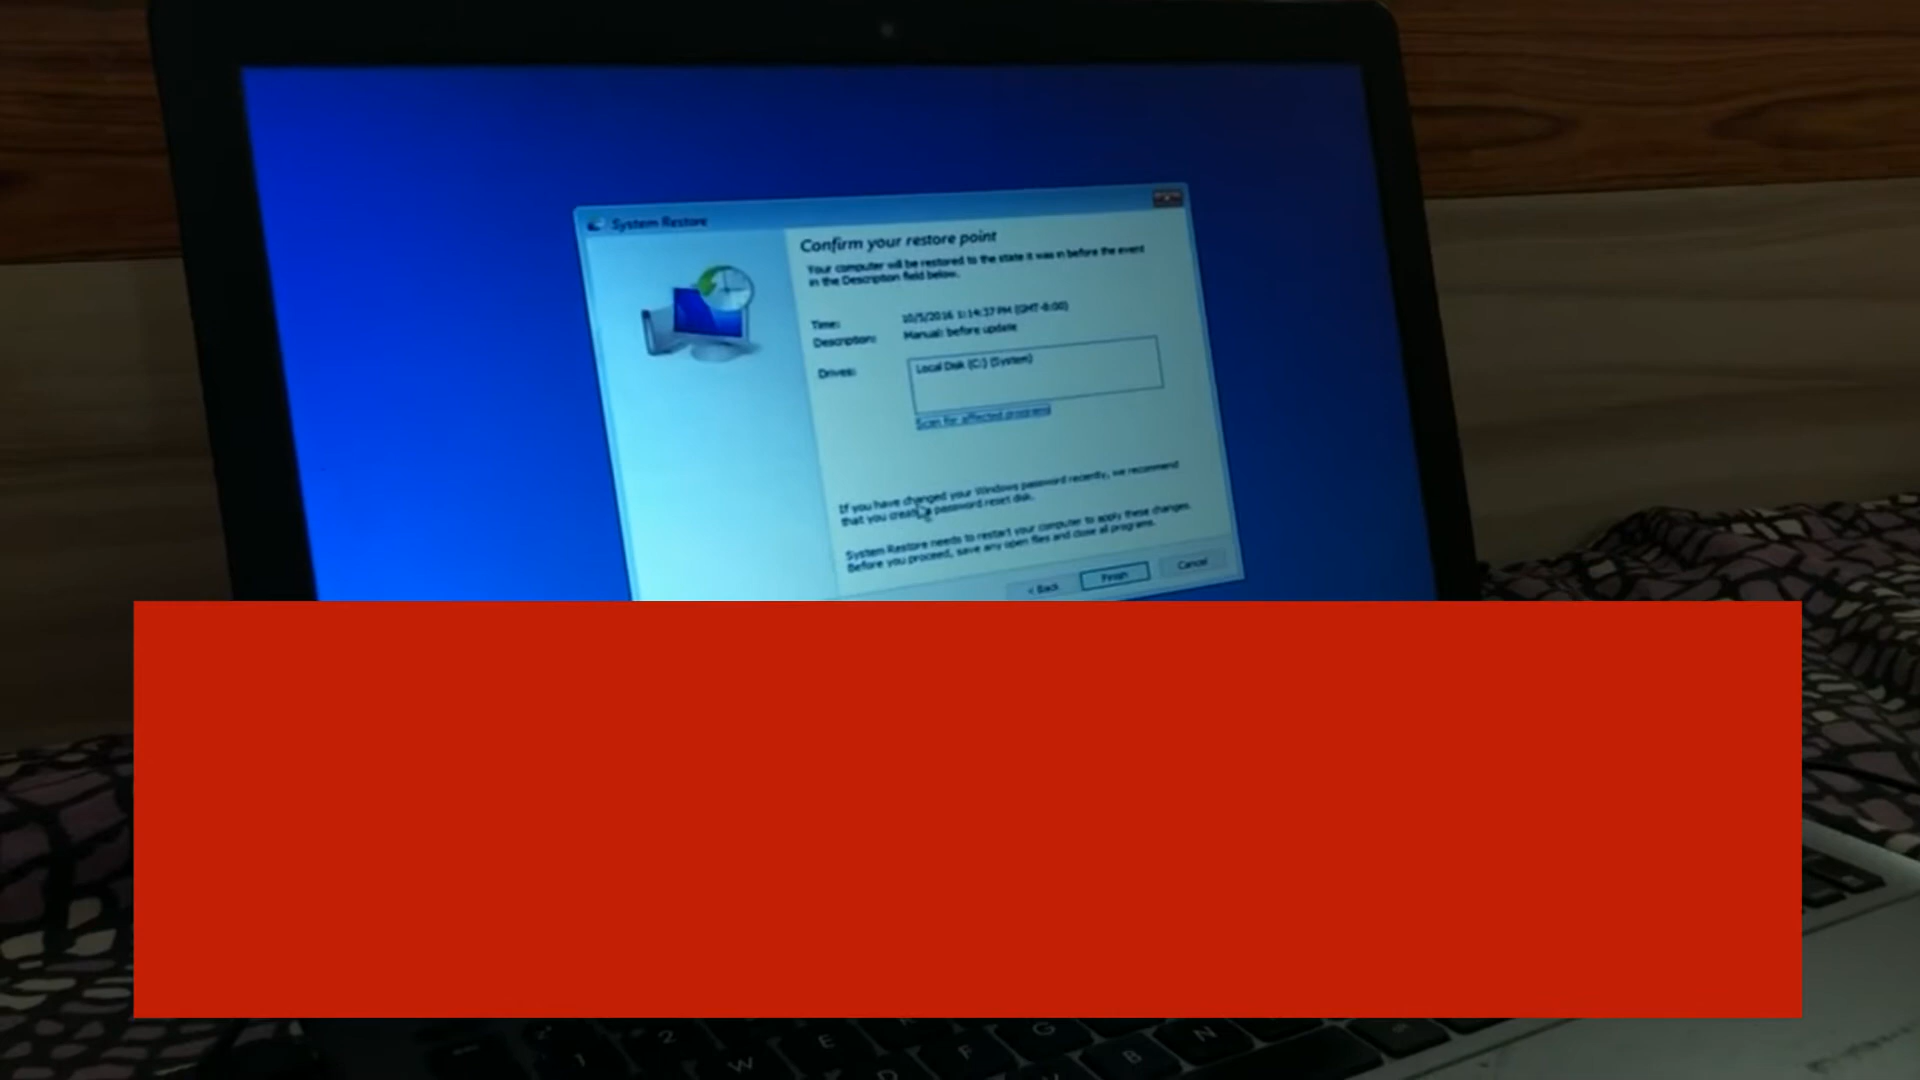 System Restore
Confirm your restore point
Your computer will be restored to the state it was in before the event
in the Description field below.
Time: 10/5/2016 1:14:37 PM (GMT-8:00)
Description: Manual: before update
Drives: Local Disk (C:) (System)
Scan for affected programs
If you have changed your Windows password recently, we recommend
that you create password reset disk.
System Restore needs to restart your computer to apply these changes.
Before you proceed, save any open files and close all programs.
< Back Finish Cancel
1 2 W E F G B N